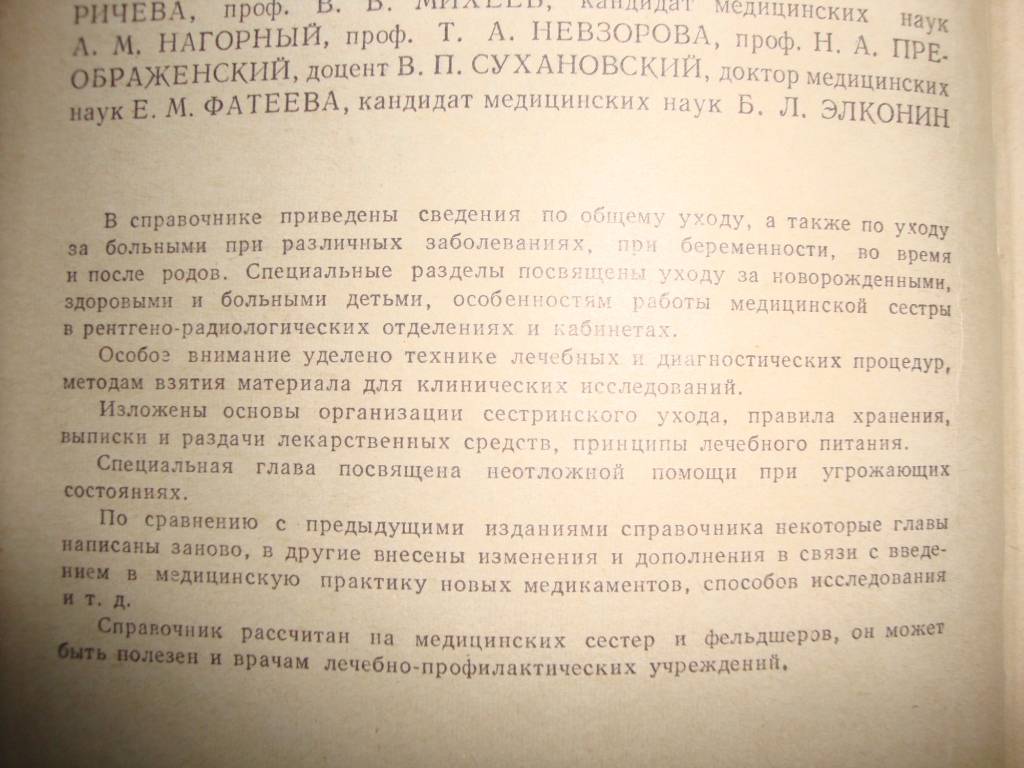 РИЧЕВА, проф. В. В. МИХЕЕВ, кандидат медицинских наук
А. М. НАГОРНЫЙ, проф. Т. А. НЕВЗОРОВА, проф. Н. А. ПРЕ-
ОБРАЖЕНСКИЙ, доцент В. П. СУХАНОВСКИЙ, доктор медицинских
наук Е. М. ФАТЕЕВА, кандидат медицинских наук Б. Л. ЭЛКОНИН
В справочнике приведены сведения по общему уходу, а также по уходу
за больными при различных заболеваниях, при беременности, во время
и после родов. Специальные разделы посвящены уходу за новорожденными,
здоровыми и больными детьми, особенностям работы медицинской сестры
в рентгено-радиологических отделениях и кабинетах.
Особое внимание уделено технике лечебных и диагностических процедур,
методам взятия материала для клинических исследований.
Изложены основы организации сестринского ухода, правила хранения,
выписки и раздачи лекарственных средств, принципы лечебного питания.
Специальная глава посвящена неотложной помощи при угрожающих
состояниях.
По сравнению с предыдущими изданиями справочника некоторые главы
написаны заново, в другие внесены изменения и дополнения в связи с введе-
нием в медицинскую практику новых медикаментов, способов исследования
и т. д.
Справочник рассчитан на медицинских сестер и фельдшеров, он может
быть полезен и врачам лечебно-профилактических учреждений.